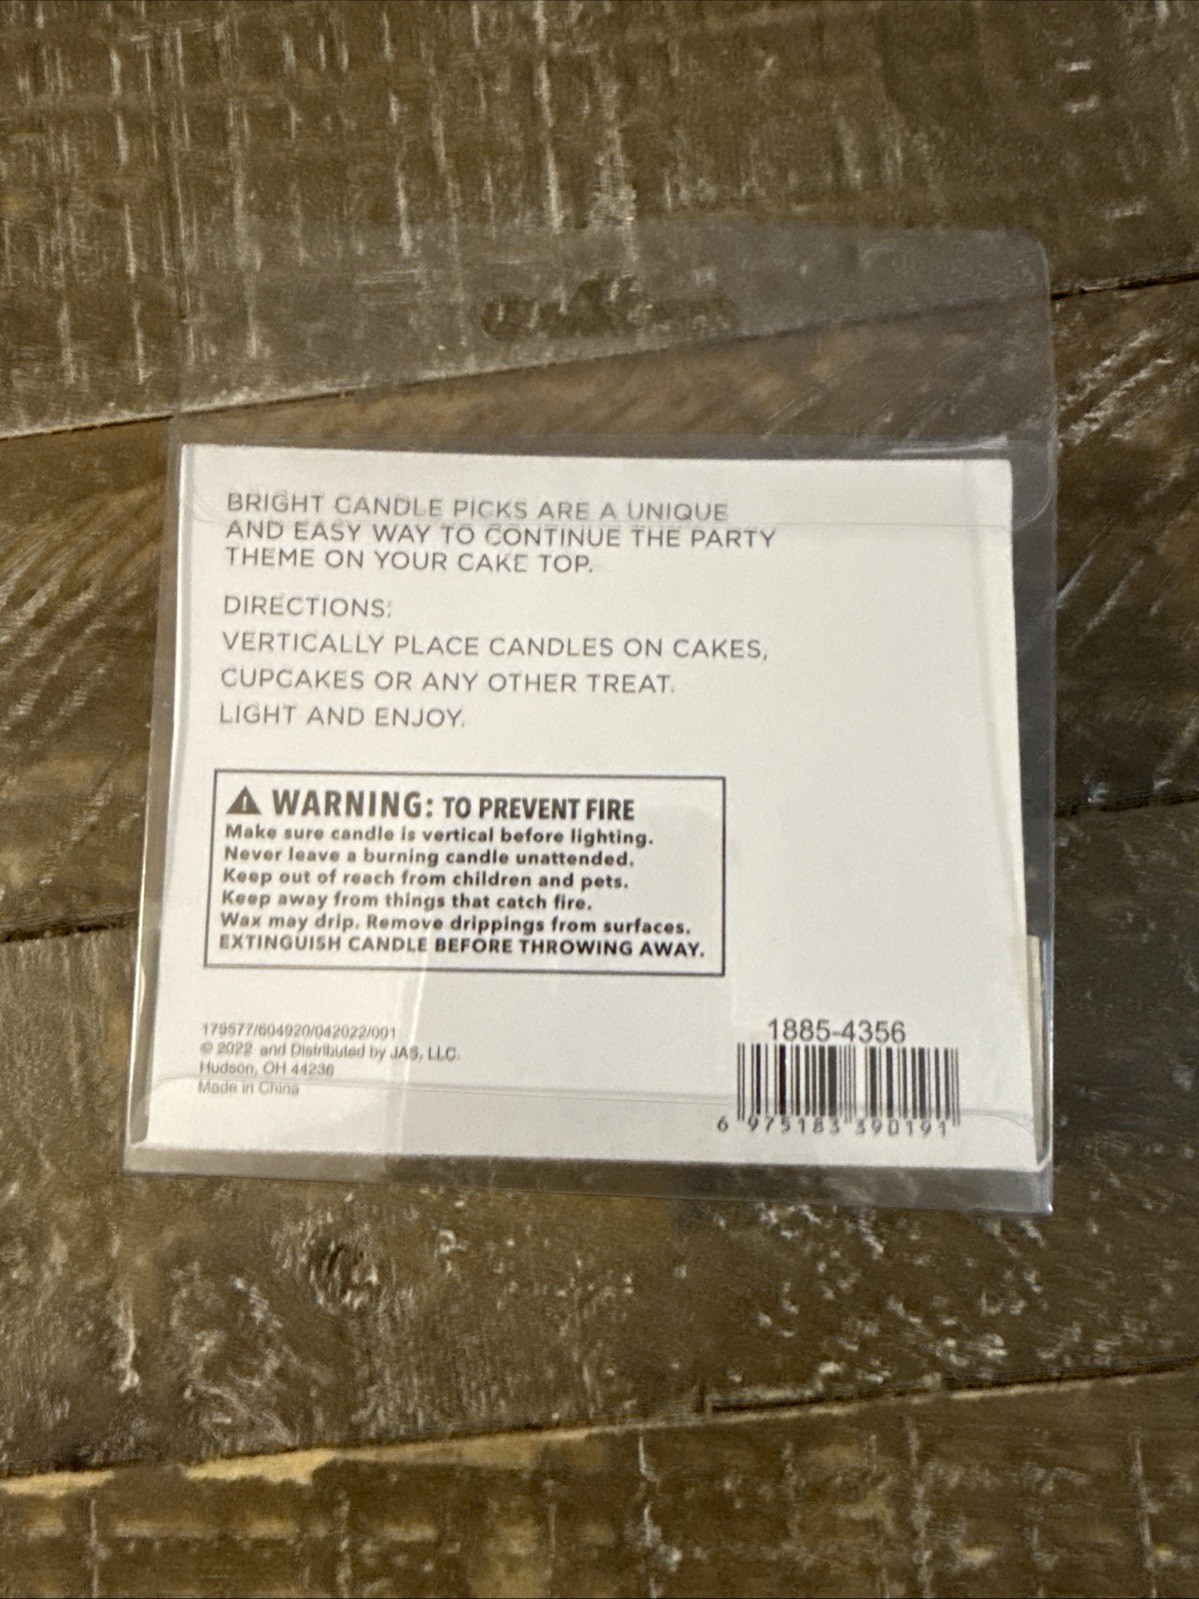 BRIGHT CANDLE PICKS ARE A UNIQUE
AND EASY WAY TO CONTINUE THE PARTY
THEME ON YOUR CAKE TOP.
DIRECTIONS:
VERTICALLY PLACE CANDLES ON CAKES,
CUPCAKES OR ANY OTHER TREAT.
LIGHT AND ENJOY.
WARNING: TO PREVENT FIRE
Make sure candle is vertical before lighting.
Never leave a burning candle unattended.
Keep out of reach from children and pets.
Keep away from things that catch fire.
Wax may drip. Remove drippings from surfaces.
EXTINGUISH CANDLE BEFORE THROWING AWAY.
179577/604920/042022/001
© 2022 and Distributed by JAS, LLC.
Hudson, OH 44236
Made in China
1885-4356
6 975183 390191